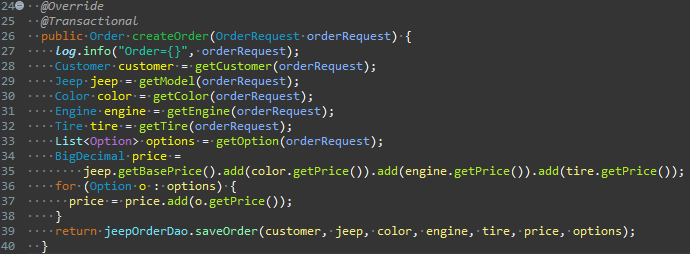 24 @Override
25 @Transactional
26 public Order createOrder(OrderRequest orderRequest) {
27 log.info("Order={}", orderRequest);
28 Customer customer = getCustomer(orderRequest);
29 Jeep jeep = getModel(orderRequest);
30 Color color = getColor(orderRequest);
31 Engine engine = getEngine(orderRequest);
32 Tire tire = getTire(orderRequest);
33 List<Option> options = getOption(orderRequest);
34 BigDecimal price =
35 jeep.getBasePrice().add(color.getPrice()).add(engine.getPrice()).add(tire.getPrice());
36 for (Option o : options) {
37 price = price.add(o.getPrice());
38 }
39 return jeepOrderDao.saveOrder(customer, jeep, color, engine, tire, price, options);
40 }